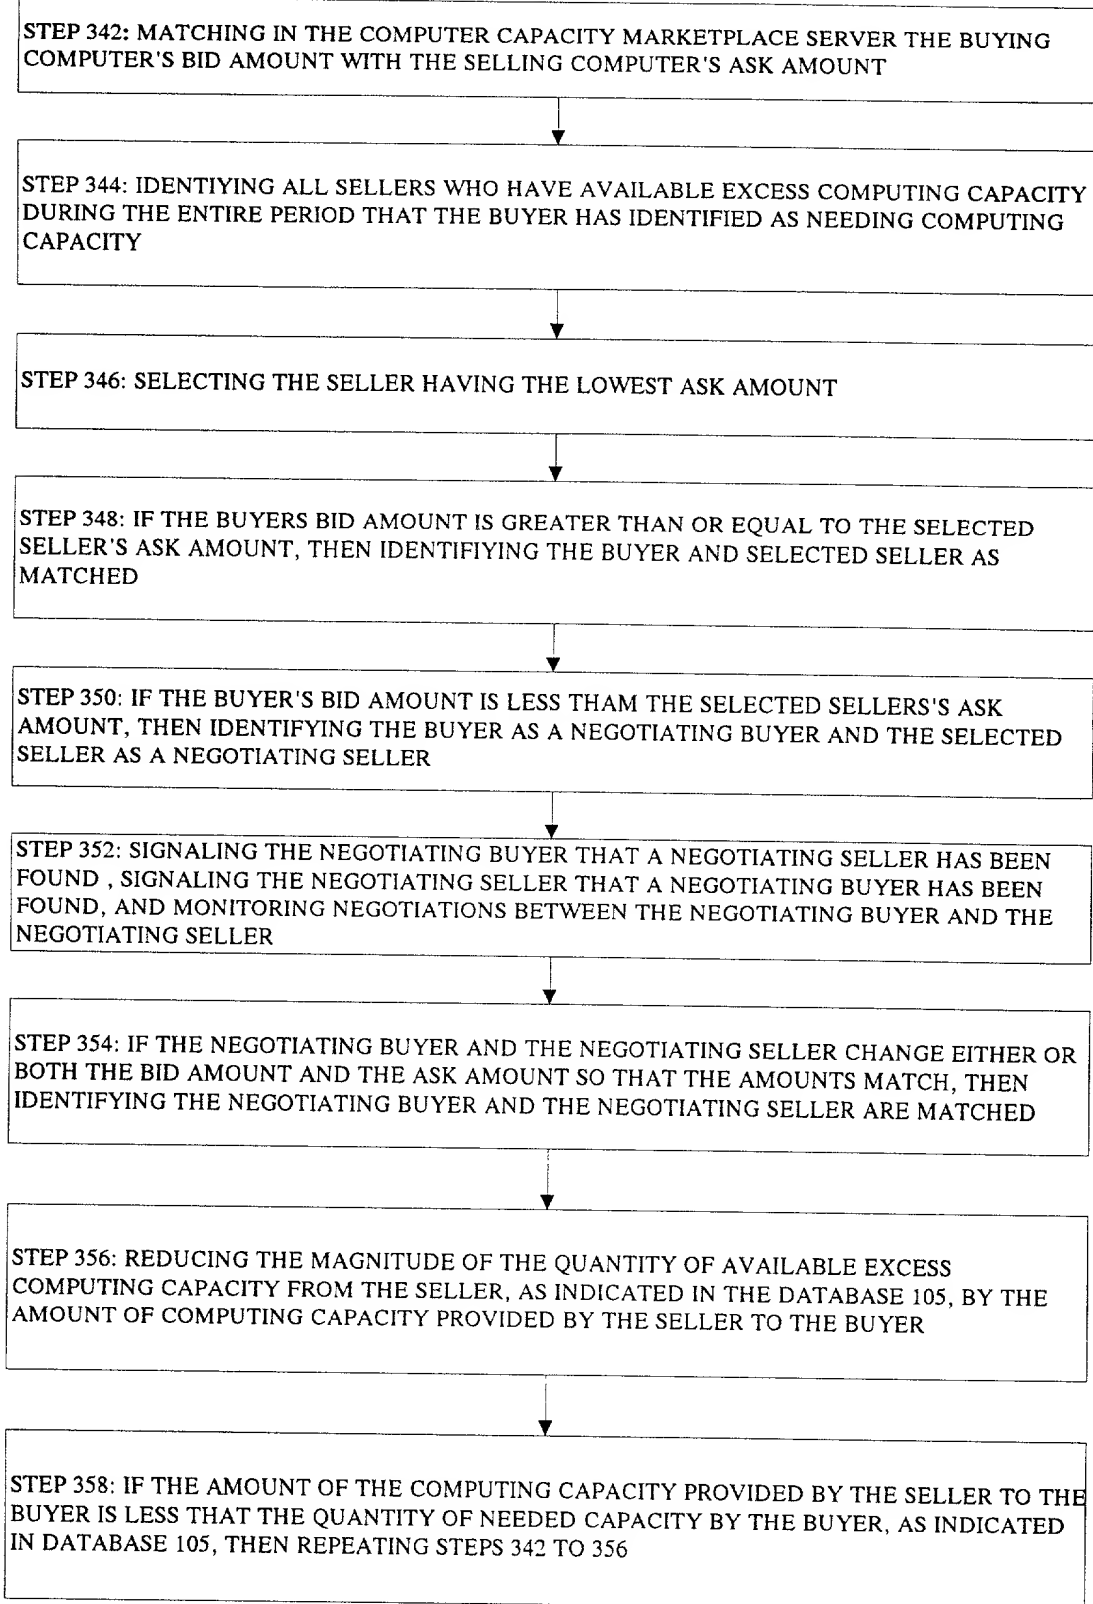 STEP 342: MATCHING IN THE COMPUTER CAPACITY MARKETPLACE SERVER THE BUYING
COMPUTER'S BID AMOUNT WITH THE SELLING COMPUTER'S ASK AMOUNT
STEP 344: IDENTIYING ALL SELLERS WHO HAVE AVAILABLE EXCESS COMPUTING CAPACITY
DURING THE ENTIRE PERIOD THAT THE BUYER HAS IDENTIFIED AS NEEDING COMPUTING
CAPACITY
STEP 346: SELECTING THE SELLER HAVING THE LOWEST ASK AMOUNT
STEP 348: IF THE BUYERS BID AMOUNT IS GREATER THAN OR EQUAL TO THE SELECTED
SELLER'S ASK AMOUNT, THEN IDENTIFIYING THE BUYER AND SELECTED SELLER AS
MATCHED
STEP 350: IF THE BUYER'S BID AMOUNT IS LESS THAM THE SELECTED SELLERS'S ASK
AMOUNT, THEN IDENTIFYING THE BUYER AS A NEGOTIATING BUYER AND THE SELECTED
SELLER AS A NEGOTIATING SELLER
STEP 352: SIGNALING THE NEGOTIATING BUYER THAT A NEGOTIATING SELLER HAS BEEN
FOUND , SIGNALING THE NEGOTIATING SELLER THAT A NEGOTIATING BUYER HAS BEEN
FOUND, AND MONITORING NEGOTIATIONS BETWEEN THE NEGOTIATING BUYER AND THE
NEGOTIATING SELLER
STEP 354: IF THE NEGOTIATING BUYER AND THE NEGOTIATING SELLER CHANGE EITHER OR
BOTH THE BID AMOUNT AND THE ASK AMOUNT SO THAT THE AMOUNTS MATCH, THEN
IDENTIFYING THE NEGOTIATING BUYER AND THE NEGOTIATING SELLER ARE MATCHED
STEP 356: REDUCING THE MAGNITUDE OF THE QUANTITY OF AVAILABLE EXCESS
COMPUTING CAPACITY FROM THE SELLER, AS INDICATED IN THE DATABASE 105, BY THE
AMOUNT OF COMPUTING CAPACITY PROVIDED BY THE SELLER TO THE BUYER
STEP 358: IF THE AMOUNT OF THE COMPUTING CAPACITY PROVIDED BY THE SELLER TO THE
BUYER IS LESS THAT THE QUANTITY OF NEEDED CAPACITY BY THE BUYER, AS INDICATED
IN DATABASE 105, THEN REPEATING STEPS 342 TO 356